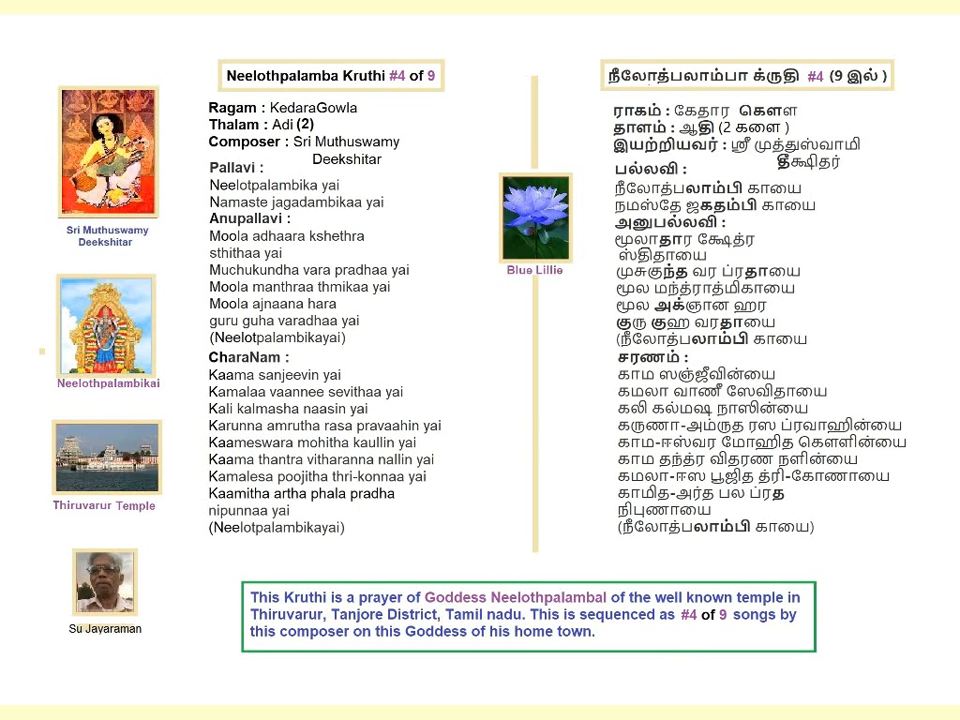 Neelothpalamba Kruthi #4 of 9
Ragam : KedaraGowla
Thalam : Adi (2)
Composer : Sri Muthuswamy
Deekshitar
Pallavi :
Neelotpalambika yai
Namaste jagadambikaa yai
Anupallavi :
Moola adhaara kshethra
sthithaa yai
Muchukundha vara pradhaa yai
Moola manthraa thmikaa yai
Moola ajnaana hara
guru guha varadhaa yai
(Neelotpalambikayai)
CharaNam :
Kaama sanjeevin yai
Kamalaa vaannee sevithaa yai
Kali kalmasha naasin yai
Karunna amrutha rasa pravaahin yai
Kaameswara mohitha kaullin yai
Kaama thantra vitharanna nallin yai
Kamalesa poojitha thri-konnaa yai
Kaamitha artha phala pradha
nipunnaa yai
(Neelotpalambikayai)
நீலோத்பலாம்பா க்ருதி #4 (9 இல் )
ராகம் : கேதார கௌள
தாளம் : ஆதி (2 களை )
இயற்றியவர் : ஸ்ரீ முத்துஸ்வாமி
தீக்ஷிதர்
பல்லவி :
நீலோத்பலாம்பி காயை
நமஸ்தே ஜகதம்பி காயை
அனுபல்லவி :
மூலாதார க்ஷேத்ர
ஸ்திதாயை
முசுகுந்த வர ப்ரதாயை
மூல மந்த்ராத்மிகாயை
மூல அக்ஞான ஹர
குரு குஹ வரதாயை
(நீலோத்பலாம்பி காயை
சரணம் :
காம ஸஞ்ஜீவின்யை
கமலா வாணீ ஸேவிதாயை
கலி கல்மஷ நாஸின்யை
கருணா-அம்ருத ரஸ ப்ரவாஹின்யை
காம-ஈஸ்வர மோஹித கௌளின்யை
காம தந்த்ர விதரண நளின்யை
கமலா-ஈஸ பூஜித த்ரி-கோணாயை
காமித-அர்த பல ப்ரத
நிபுணாயை
(நீலோத்பலாம்பி காயை)
Sri Muthuswamy
Deekshitar
Neelothpalambikai
Thiruvarur Temple
Su Jayaraman
Blue Lillie
This Kruthi is a prayer of Goddess Neelothpalambal of the well known temple in
Thiruvarur, Tanjore District, Tamil nadu. This is sequenced as #4 of 9 songs by
this composer on this Goddess of his home town.